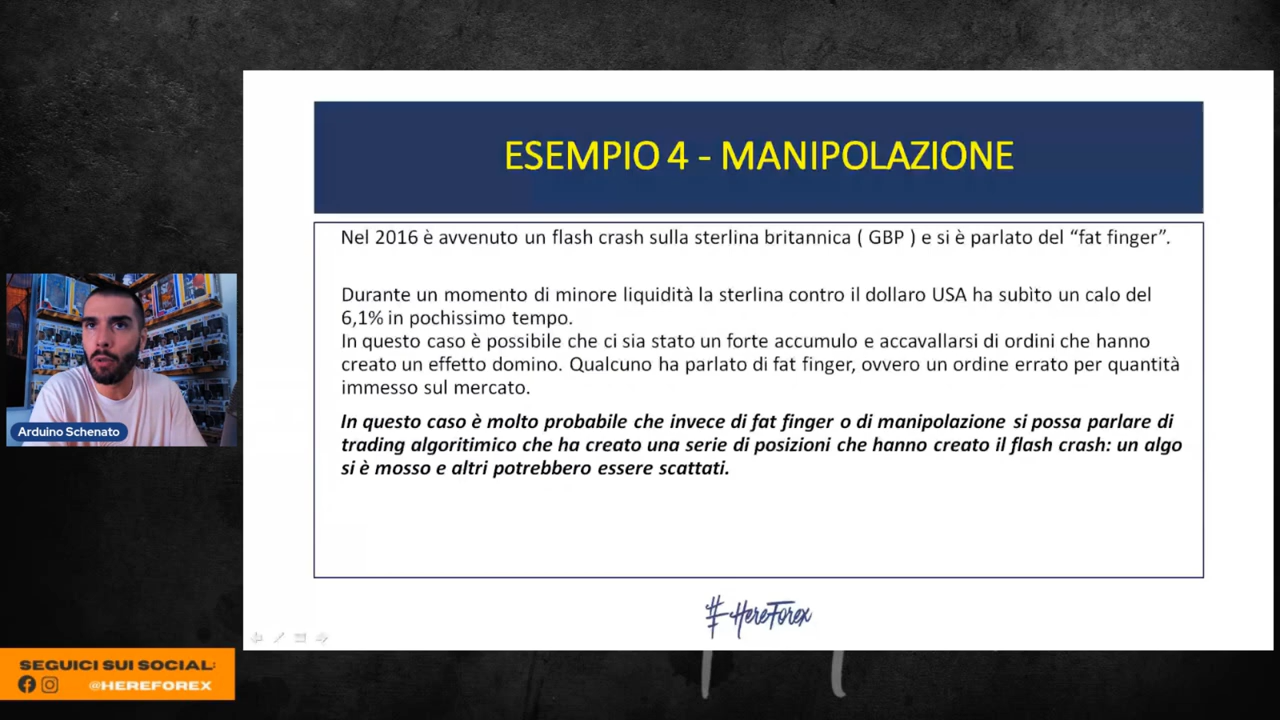 ESEMPIO 4 - MANIPOLAZIONE
Nel 2016 è avvenuto un flash crash sulla sterlina britannica ( GBP ) e si è parlato del “fat finger”.
Durante un momento di minore liquidità la sterlina contro il dollaro USA ha subìto un calo del
6,1% in pochissimo tempo.
In questo caso è possibile che ci sia stato un forte accumulo e accavallarsi di ordini che hanno
creato un effetto domino. Qualcuno ha parlato di fat finger, ovvero un ordine errato per quantità
immesso sul mercato.
In questo caso è molto probabile che invece di fat finger o di manipolazione si possa parlare di
trading algoritimico che ha creato una serie di posizioni che hanno creato il flash crash: un algo
si è mosso e altri potrebbero essere scattati.
#HereForex
Arduino Schenato
SEGUICI SUI SOCIAL:
@HEREFOREX